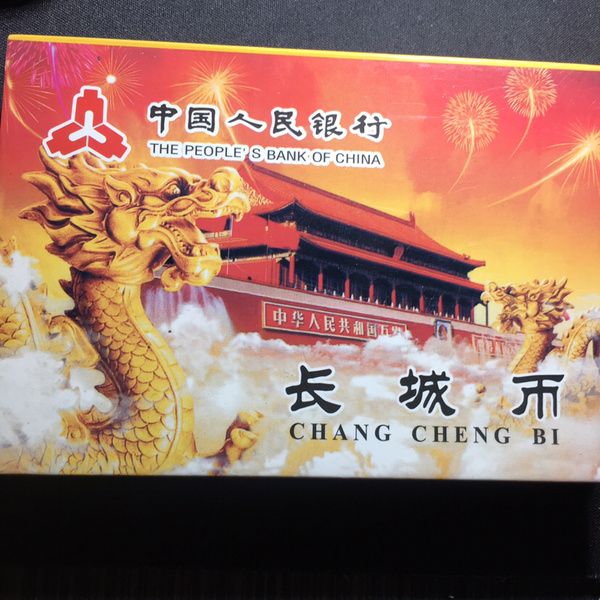 中国人民银行
THE PEOPLE'S BANK OF CHINA
中华人民共和国万岁
长城币
CHANG CHENG BI